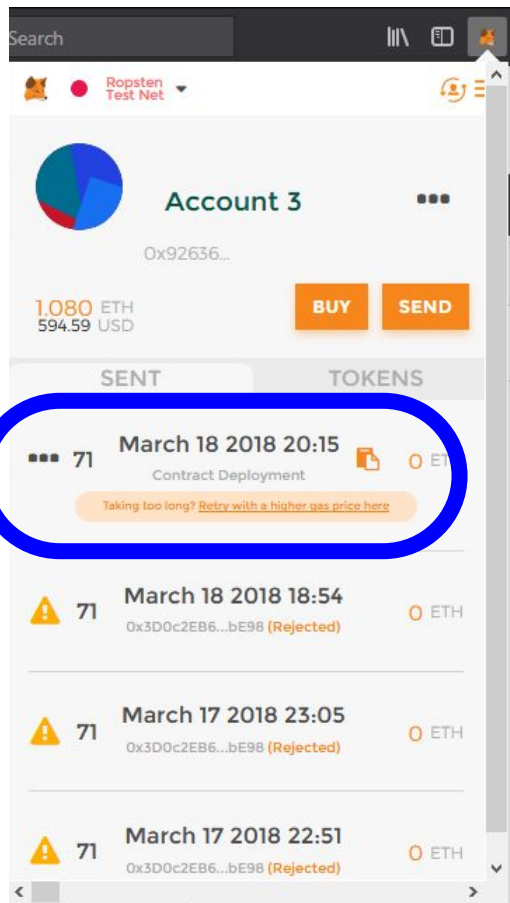 Search
Ropsten
Test Net
Account 3
0x92636...
1.080 ETH
594.59 USD
BUY
SEND
SENT
TOKENS
71
March 18 2018 20:15
Contract Deployment
0 ET
Taking too long? Retry with a higher gas price here
71
March 18 2018 18:54
0x3D0c2EB6...bE98 (Rejected)
0 ETH
71
March 17 2018 23:05
0x3D0c2EB6...bE98 (Rejected)
0 ETH
71
March 17 2018 22:51
0x3D0c2EB6...bE98 (Rejected)
0 ETH